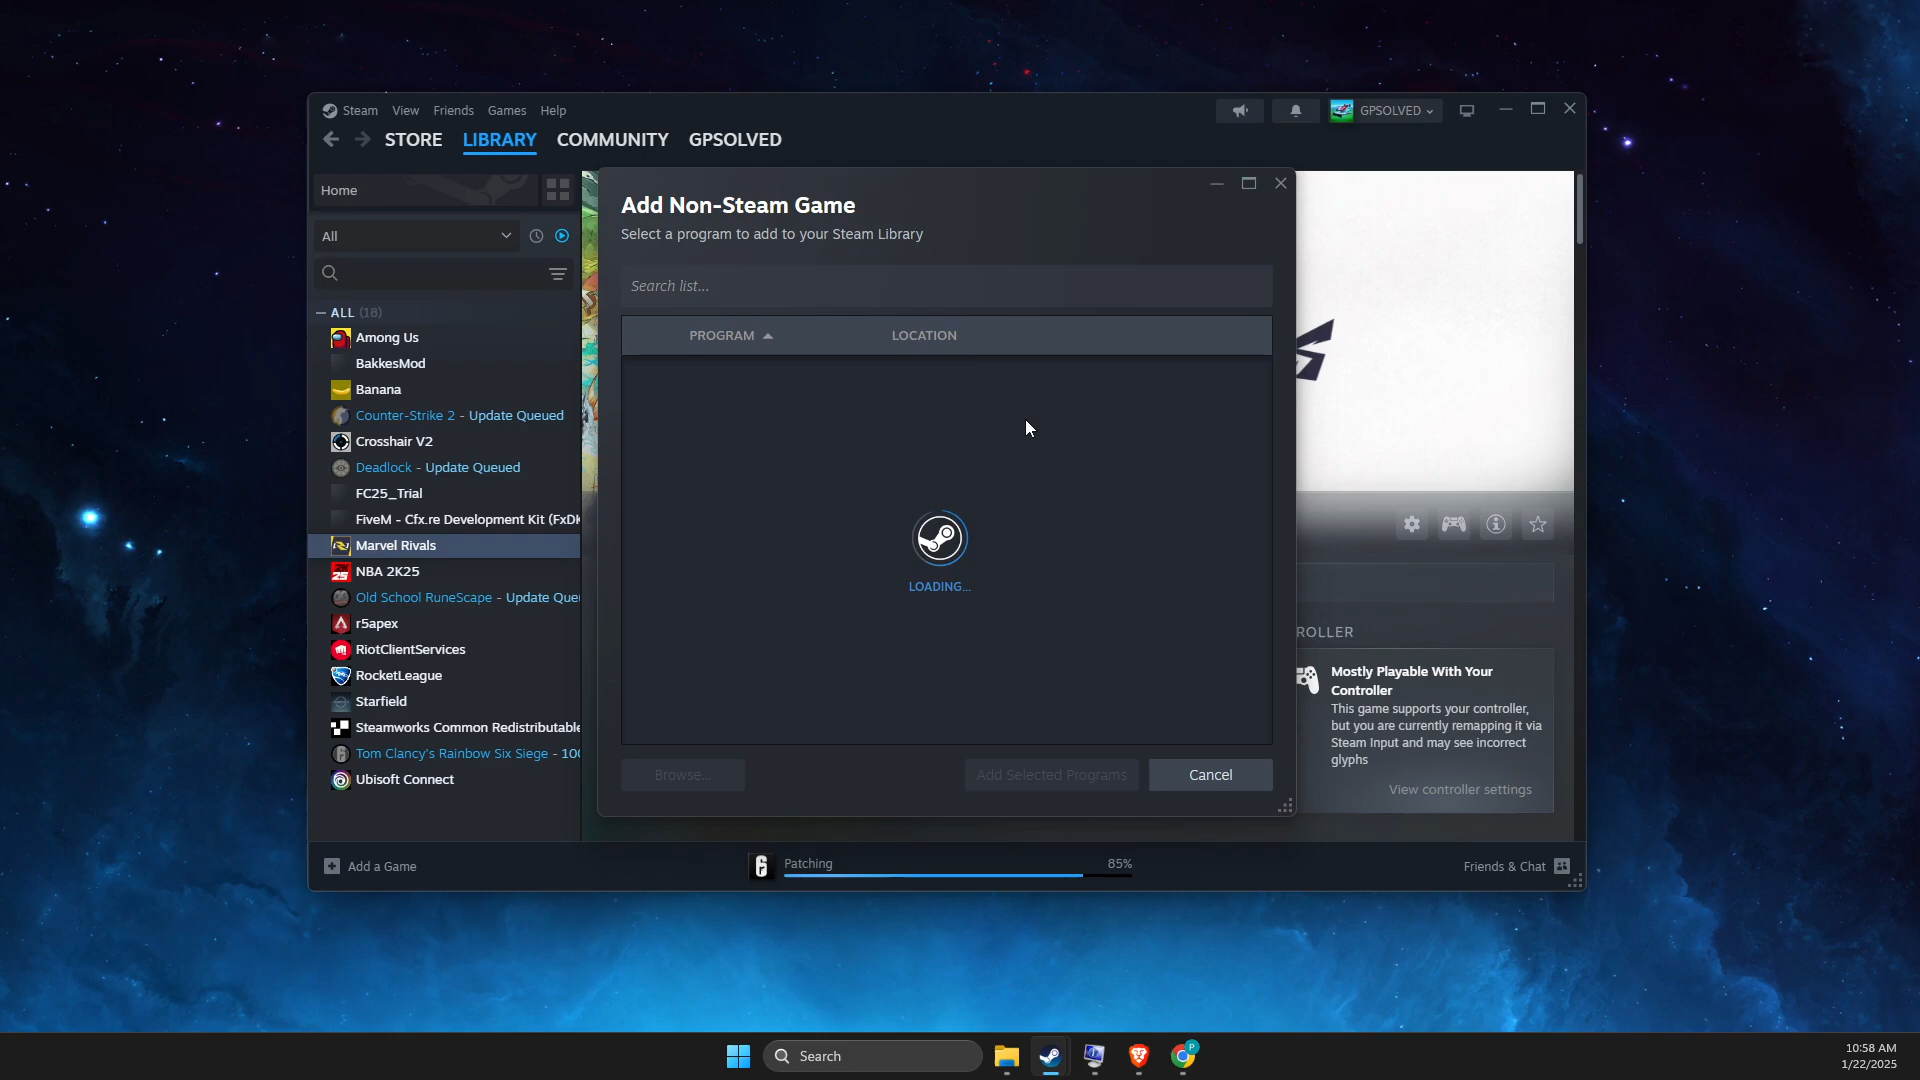 Steam View Friends Games Help
GPSOLVED
STORE LIBRARY COMMUNITY GPSOLVED
Home
All
ALL (18)
Among Us
BakkesMod
Banana
Counter-Strike 2 - Update Queued
Crosshair V2
Deadlock - Update Queued
FC25_Trial
FiveM - Cfx.re Development Kit (FxDK
Marvel Rivals
NBA 2K25
Old School RuneScape - Update Queu
r5apex
RiotClientServices
RocketLeague
Starfield
Steamworks Common Redistributable
Tom Clancy's Rainbow Six Siege - 100
Ubisoft Connect
Add Non-Steam Game
Select a program to add to your Steam Library
Search list...
PROGRAM LOCATION
LOADING...
Browse... Add Selected Programs Cancel
ROLLER
Mostly Playable With Your
Controller
This game supports your controller,
but you are currently remapping it via
Steam Input and may see incorrect
glyphs
View controller settings
Add a Game
Patching 85%
Friends & Chat
Search
P
10:58 AM
1/22/2025